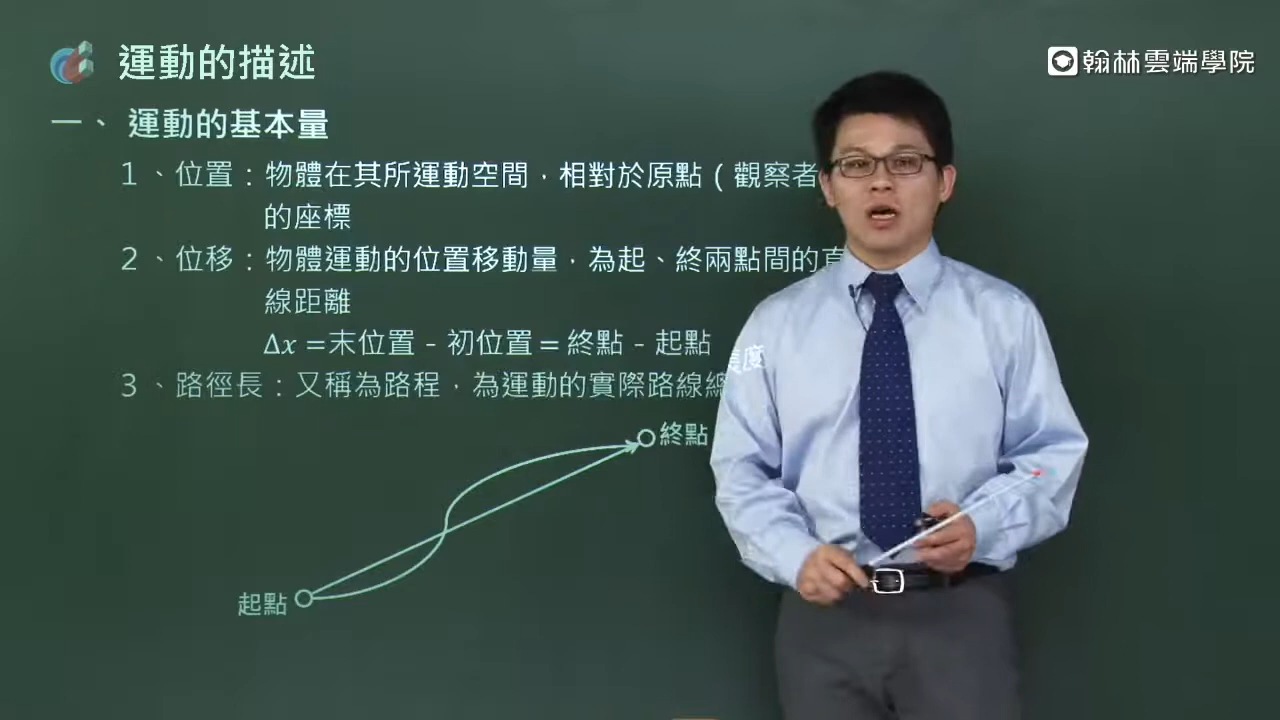 運動的描述
翰林雲端學院
一、 運動的基本量
1、位置：物體在其所運動空間，相對於原點（觀察者
的座標
2、位移：物體運動的位置移動量，為起、終兩點間的直
線距離
Δx =末位置－初位置＝終點－起點
3、路徑長：又稱為路程，為運動的實際路線總長度
終點
起點